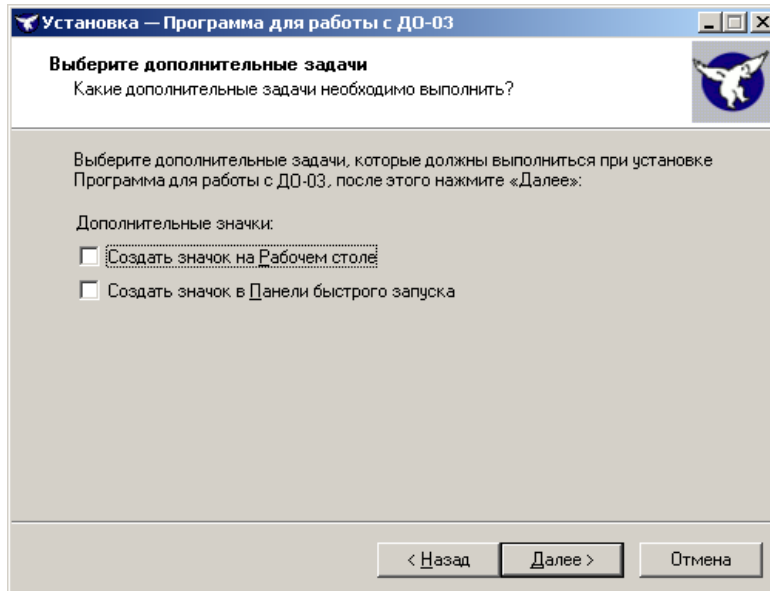 Установка — Программа для работы с ДО-03
Выберите дополнительные задачи
Какие дополнительные задачи необходимо выполнить?
Выберите дополнительные задачи, которые должны выполниться при установке
Программа для работы с ДО-03, после этого нажмите «Далее»:
Дополнительные значки:
Создать значок на Рабочем столе
Создать значок в Панели быстрого запуска
< Назад Далее > Отмена